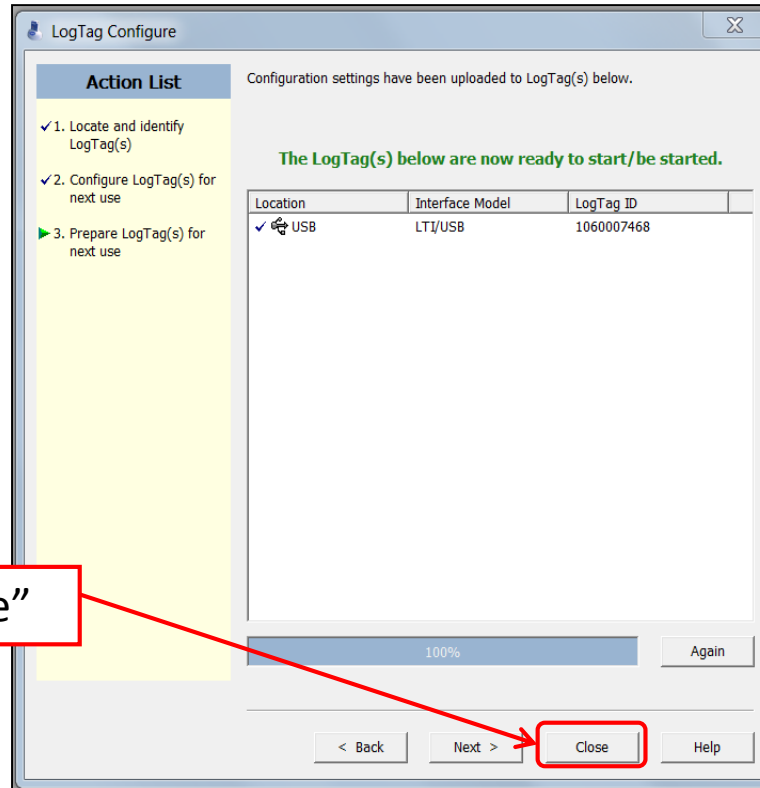 LogTag Configure
Action List
1. Locate and identify
LogTag(s)
2. Configure LogTag(s) for
next use
3. Prepare LogTag(s) for
next use
Configuration settings have been uploaded to LogTag(s) below.
The LogTag(s) below are now ready to start/be started.
Location Interface Model LogTag ID
USB LTI/USB 1060007468
e”
100%
Again
< Back Next > Close Help